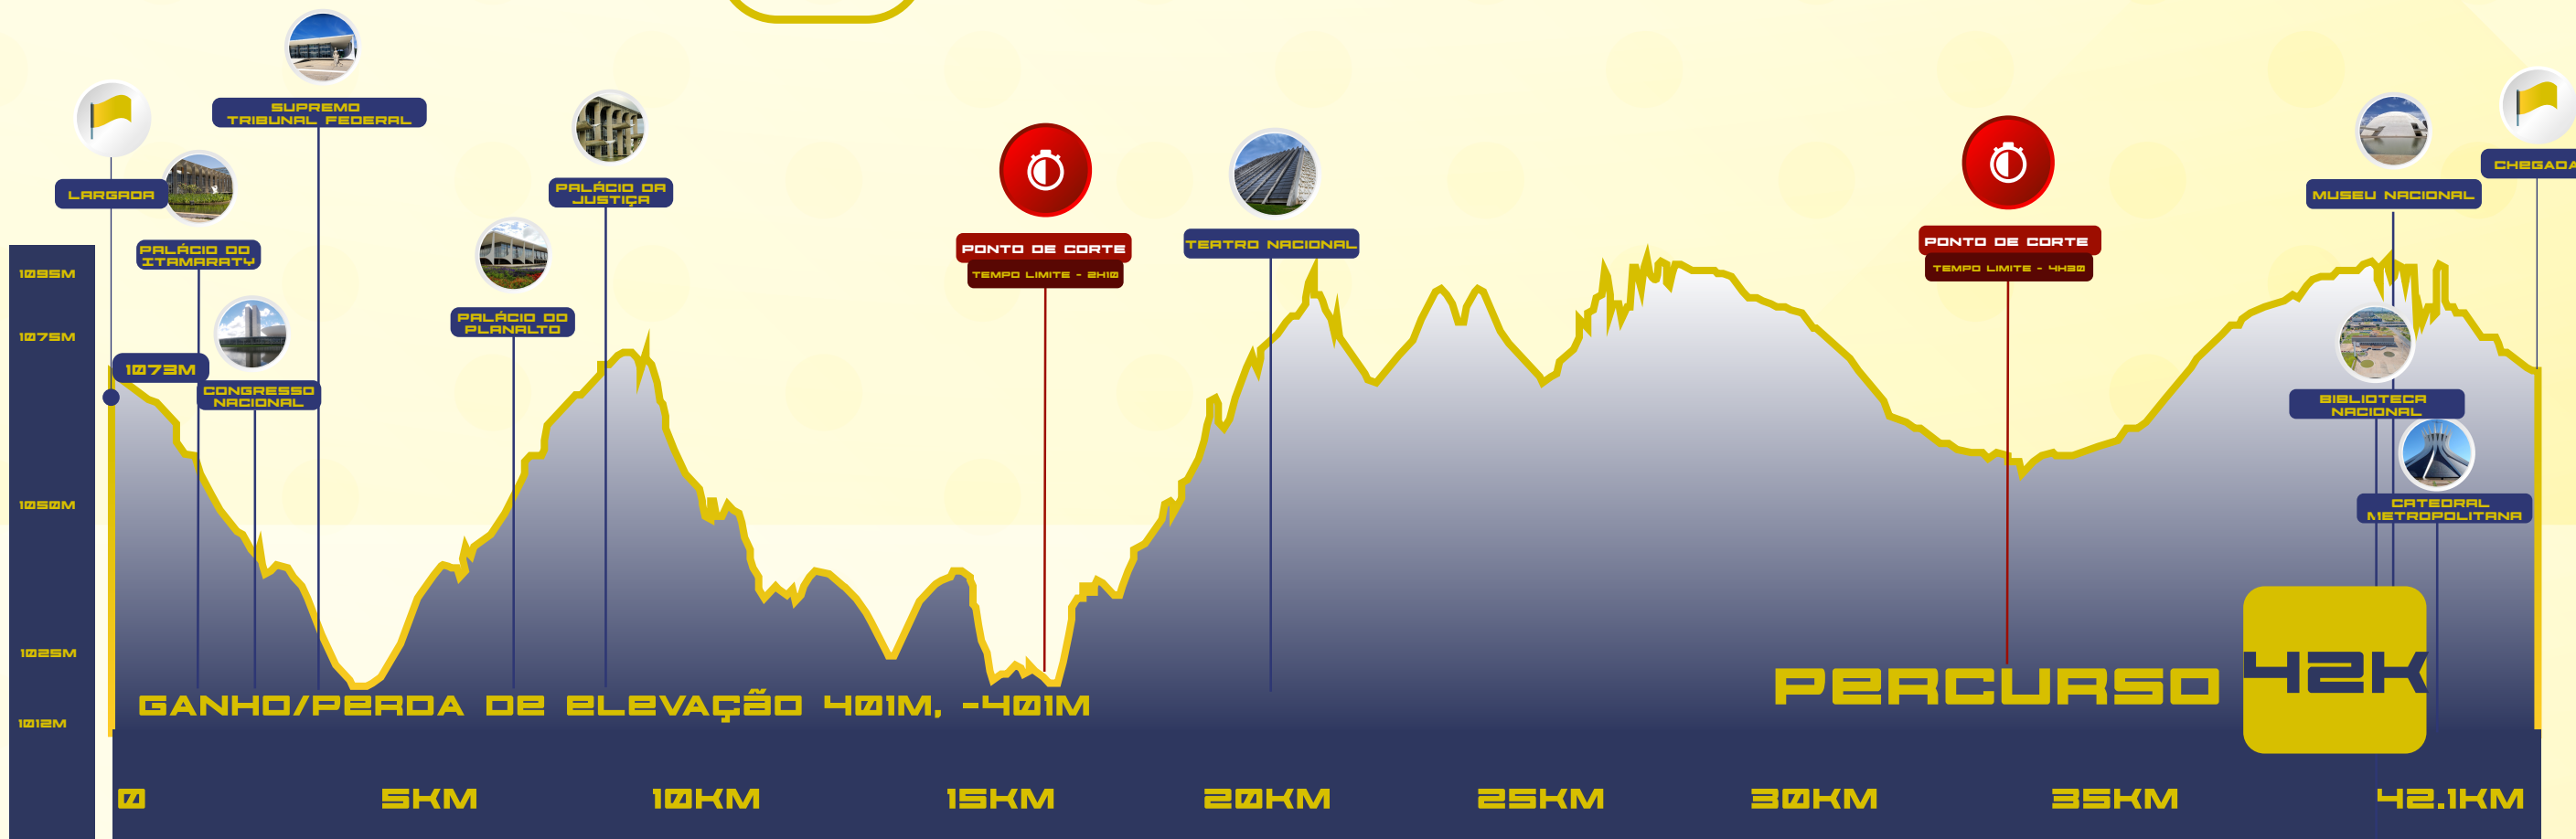 SUPREMO
TRIBUNAL FEDERAL
LARGADA
PALÁCIO DO
ITAMARATY
CONGRESSO
NACIONAL
1073M
PALÁCIO DA
JUSTIÇA
PALÁCIO DO
PLANALTO
PONTO DE CORTE
TEMPO LIMITE - 2H10
TEATRO NACIONAL
PONTO DE CORTE
TEMPO LIMITE - 4H30
MUSEU NACIONAL
CHEGADA
BIBLIOTECA
NACIONAL
CATEDRAL
METROPOLITANA
1095M
1075M
1050M
1025M
1012M
GANHO/PERDA DE ELEVAÇÃO 401M, -401M
PERCURSO 42K
0 5KM 10KM 15KM 20KM 25KM 30KM 35KM 42.1KM